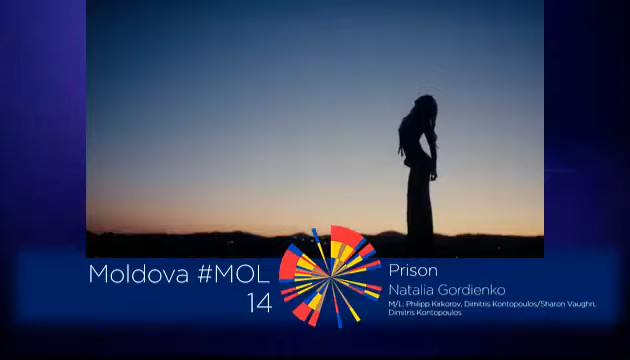 Moldova #MOL
14
Prison
Natalia Gordienko
M/L: Philipp Kirkorov, Dimitris Kontopoulos/Sharon Vaughn,
Dimitris Kontopoulos